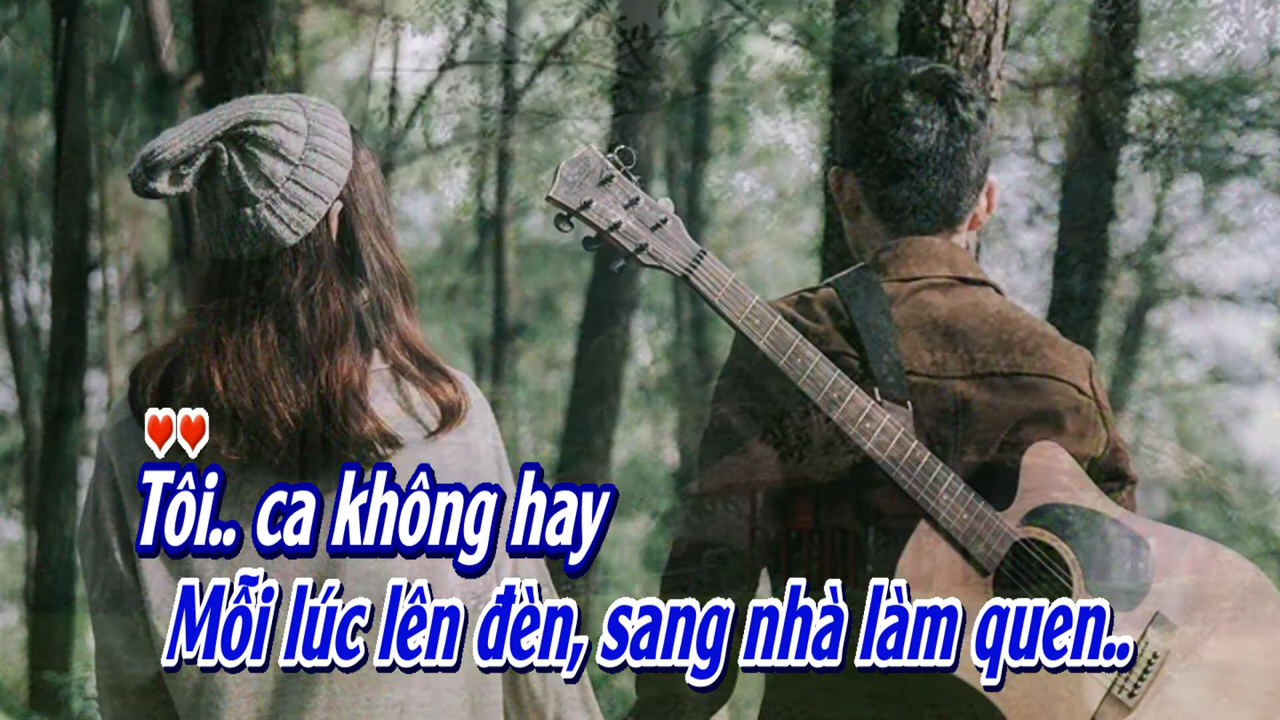 Tôi.. ca không hay
Mỗi lúc lên đèn, sang nhà làm quen..